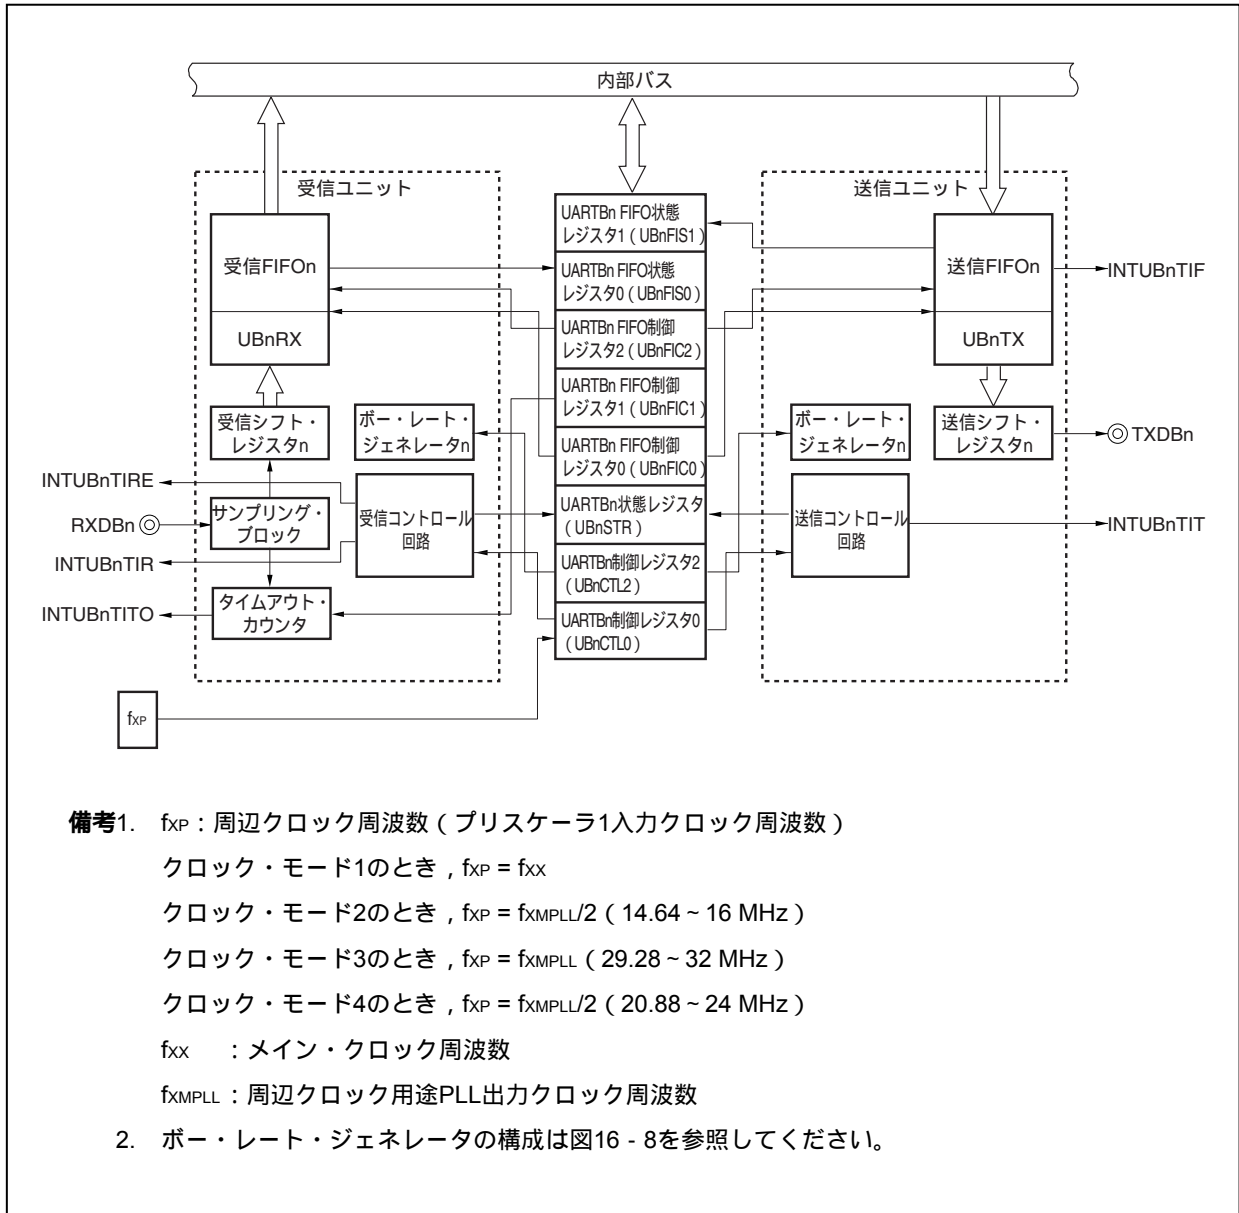 内部バス
受信ユニット
送信ユニット
受信FIFOn
UBnRX
受信シフト・
レジスタn
ボー・レート・
ジェネレータn
INTUBnTIRE
RXDBn
サンプリング・
ブロック
受信コントロール
回路
INTUBnTIR
INTUBnTITO
タイムアウト・
カウンタ
fXP
UARTBn FIFO状態
レジスタ1（UBnFIS1）
UARTBn FIFO状態
レジスタ0（UBnFIS0）
UARTBn FIFO制御
レジスタ2（UBnFIC2）
UARTBn FIFO制御
レジスタ1（UBnFIC1）
UARTBn FIFO制御
レジスタ0（UBnFIC0）
UARTBn状態レジスタ
（UBnSTR）
UARTBn制御レジスタ2
（UBnCTL2）
UARTBn制御レジスタ0
（UBnCTL0）
送信FIFOn
INTUBnTIF
UBnTX
ボー・レート・
ジェネレータn
送信シフト・
レジスタn
TXDBn
送信コントロール
回路
INTUBnTIT
備考1. fXP：周辺クロック周波数（プリスケーラ1入力クロック周波数）
クロック・モード1のとき，fXP = fXX
クロック・モード2のとき，fXP = fXMPLL/2（14.64～16 MHz）
クロック・モード3のとき，fXP = fXMPLL（29.28～32 MHz）
クロック・モード4のとき，fXP = fXMPLL/2（20.88～24 MHz）
fXX ：メイン・クロック周波数
fXMPLL：周辺クロック用途PLL出力クロック周波数
2. ボー・レート・ジェネレータの構成は図16 - 8を参照してください。